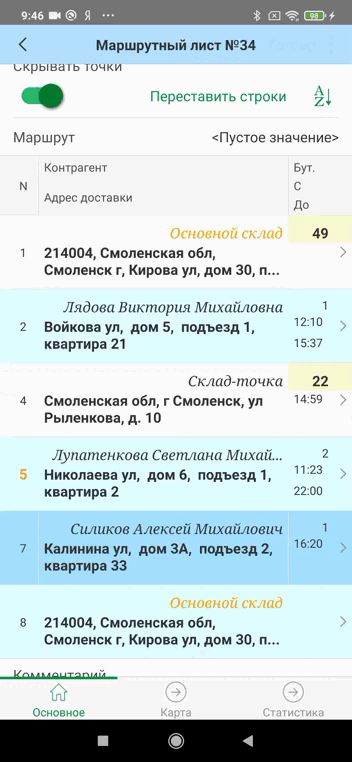 9:46 Я ... 98
Маршрутный лист №34
Скрывать точки
Переставить строки A Z
Маршрут <Пустое значение>
N Контрагент Бут.
Адрес доставки С
До
Основной склад 49
1 214004, Смоленская обл,
Смоленск г, Кирова ул, дом 30, п...
Лядова Виктория Михайловна 1
2 Войкова ул, дом 5, подъезд 1, 12:10
квартира 21 15:37
Склад-точка 22
4 Смоленская обл, г Смоленск, ул 14:59
Рыленкова, д. 10
Лупатенкова Светлана Михай... 2
5 Николаева ул, дом 6, подъезд 1, 11:23
квартира 2 22:00
Силиков Алексей Михайлович 1
7 Калинина ул, дом 3А, подъезд 2, 16:20
квартира 33
Основной склад
8 214004, Смоленская обл,
Смоленск г, Кирова ул, дом 30, п...
Комментарий
Основное Карта Статистика